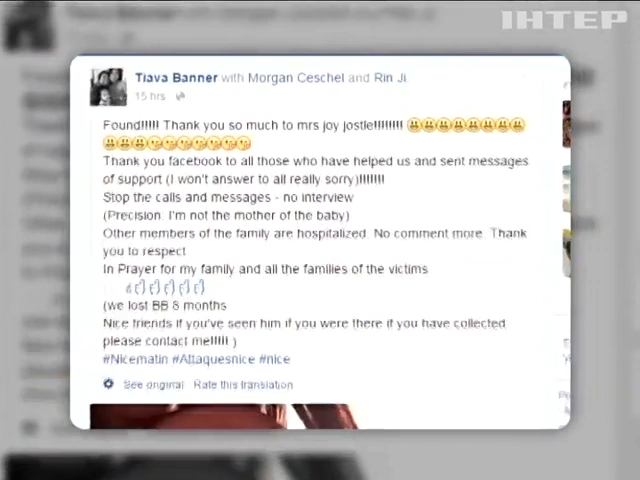 ІНТЕР
Tiava Banner with Morgan Ceschel and Rin Ji.
15 hrs
Found!!!!! Thank you so much to mrs joy jostle!!!!!!!!!
Thank you facebook to all those who have helped us and sent messages
of support (I won't answer to all really sorry)!!!!!!!
Stop the calls and messages - no interview
(Precision: I'm not the mother of the baby)
Other members of the family are hospitalized. No comment more. Thank
you to respect
In Prayer for my family and all the families of the victims
(we lost BB 8 months
Nice friends if you've seen him if you were there if you have collected
please contact me!!!!! )
#Nicematin #Attaquesnice #nice
See original Rate this translation